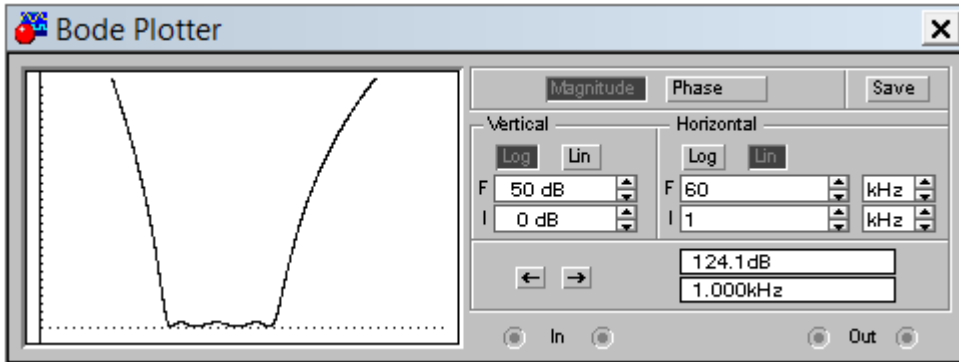 Bode Plotter
Magnitude Phase Save
Vertical Horizontal
Log Lin Log Lin
F 50 dB F 60 kHz
I 0 dB I 1 kHz
← →
124.1dB
1.000kHz
In Out